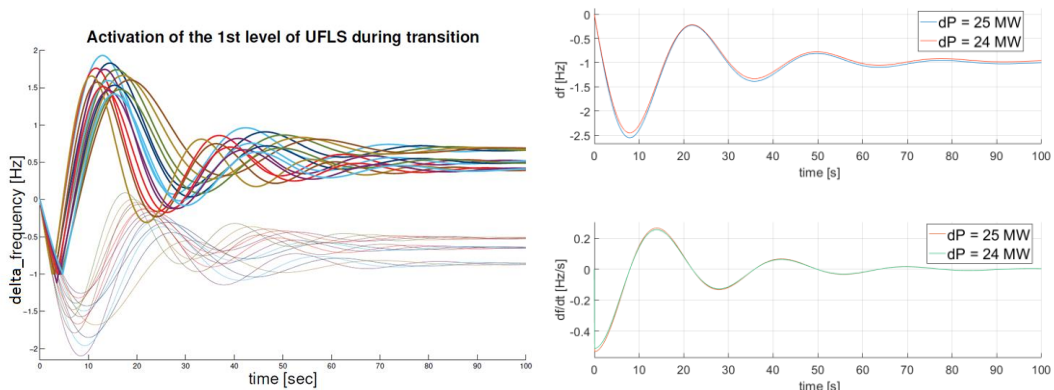 Activation of the 1st level of UFLS during transition
2
1.5
1
0.5
0
-0.5
-1
-1.5
-2
delta_frequency [Hz]
0 10 20 30 40 50 60 70 80 90 100
time [sec]
0
-0.5
-1
-1.5
-2
-2.5
df [Hz]
dP = 25 MW
dP = 24 MW
0 10 20 30 40 50 60 70 80 90 100
time [s]
0.2
0
-0.2
-0.4
df/dt [Hz/s]
dP = 25 MW
dP = 24 MW
0 10 20 30 40 50 60 70 80 90 100
time [s]